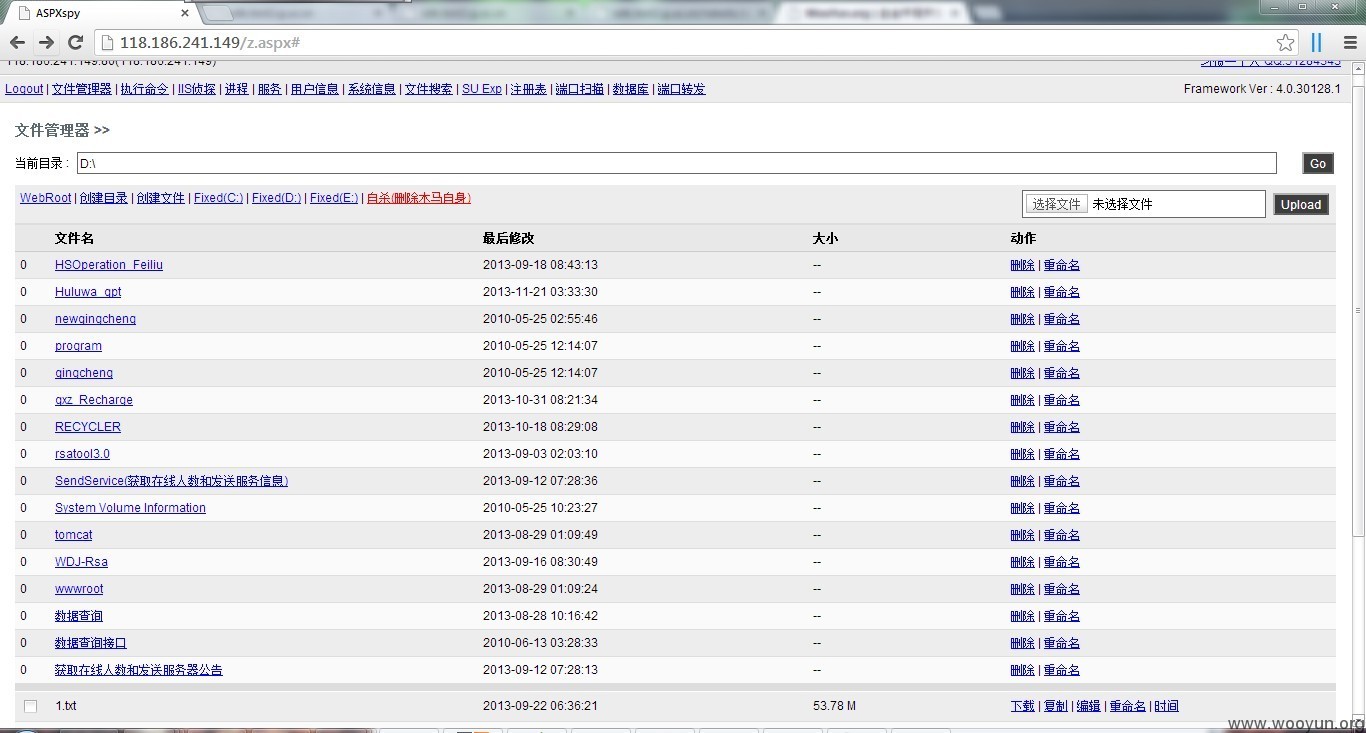 ASPXspy
118.186.241.149/z.aspx#
118.186.241.149:80(118.186.241.149)
Logout | 文件管理器 | 执行命令 | IIS侦探 | 进程 | 服务 | 用户信息 | 系统信息 | 文件搜索 | SU Exp | 注册表 | 端口扫描 | 数据库 | 端口转发 Framework Ver : 4.0.30128.1
文件管理器 >>
当前目录 : D:\ Go
WebRoot | 创建目录 | 创建文件 | Fixed(C:) | Fixed(D:) | Fixed(E:) | 自杀(删除木马自身) 选择文件 未选择文件 Upload
文件名 最后修改 大小 动作
0 HSOperation_Feiliu 2013-09-18 08:43:13 -- 删除 | 重命名
0 Huluwa_gpt 2013-11-21 03:33:30 -- 删除 | 重命名
0 newqingcheng 2010-05-25 02:55:46 -- 删除 | 重命名
0 program 2010-05-25 12:14:07 -- 删除 | 重命名
0 qingcheng 2010-05-25 12:14:07 -- 删除 | 重命名
0 qxz_Recharge 2013-10-31 08:21:34 -- 删除 | 重命名
0 RECYCLER 2013-10-18 08:29:08 -- 删除 | 重命名
0 rsatool3.0 2013-09-03 02:03:10 -- 删除 | 重命名
0 SendService(获取在线人数和发送服务信息) 2013-09-12 07:28:36 -- 删除 | 重命名
0 System Volume Information 2010-05-25 10:23:27 -- 删除 | 重命名
0 tomcat 2013-08-29 01:09:49 -- 删除 | 重命名
0 WDJ-Rsa 2013-09-16 08:30:49 -- 删除 | 重命名
0 wwwroot 2013-08-29 01:09:24 -- 删除 | 重命名
0 数据查询 2013-08-28 10:16:42 -- 删除 | 重命名
0 数据查询接口 2010-06-13 03:28:33 -- 删除 | 重命名
0 获取在线人数和发送服务器公告 2013-09-12 07:28:13 -- 删除 | 重命名
1.txt 2013-09-22 06:36:21 53.78 M 下载 | 复制 | 编辑 | 重命名 | 时间
www.wooyun.org